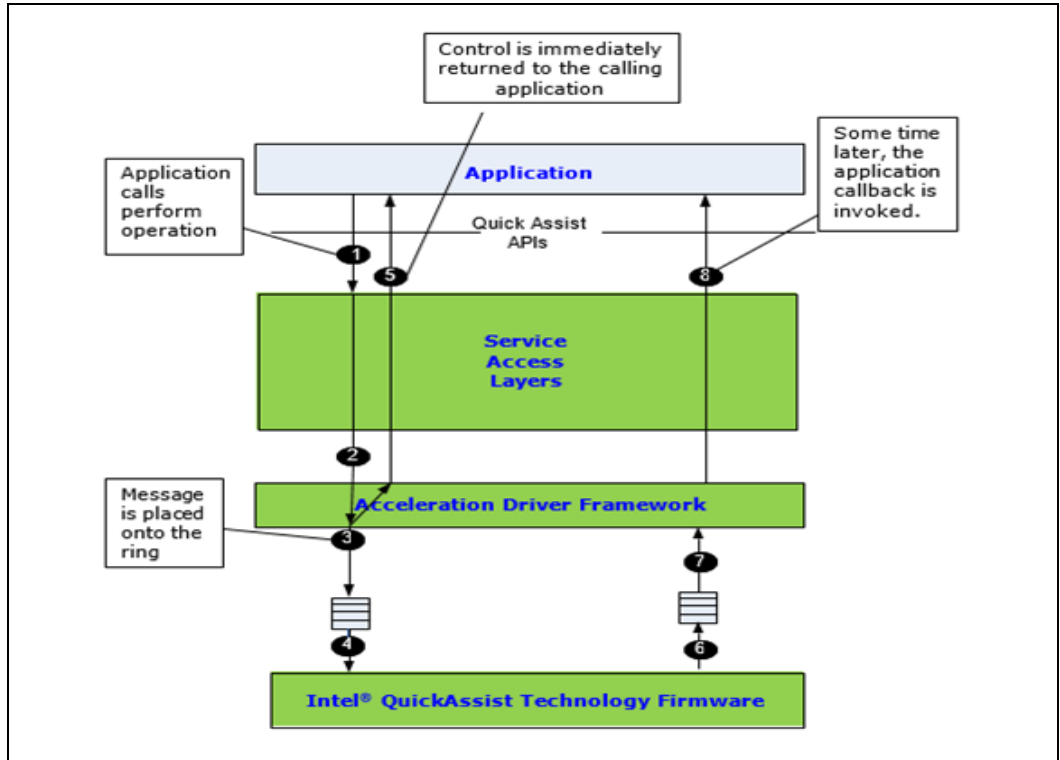 Control is immediately
returned to the calling
application
Some time
later, the
application
callback is
invoked.
Application
calls
perform
operation
Application
Quick Assist
APIs
1
5
8
Service
Access
Layers
2
Message
is placed
onto the
ring
Acceleration Driver Framework
3
7
4
6
Intel® QuickAssist Technology Firmware